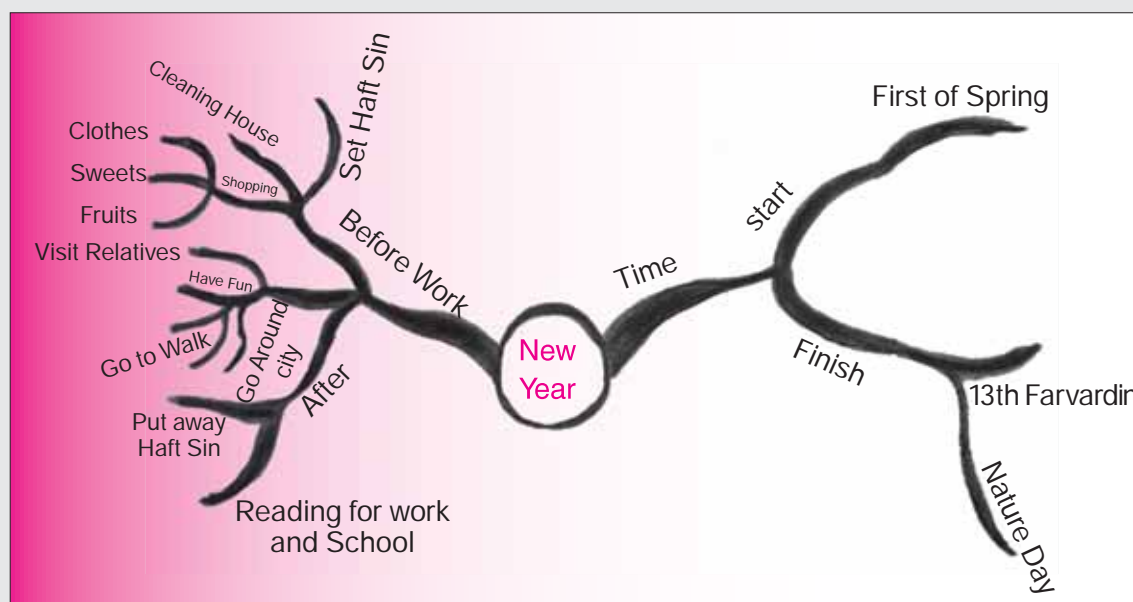 Cleaning House
Set Haft Sin
Clothes
Sweets
Fruits
Shopping
Before Work
Visit Relatives
Have Fun
Go to Walk
Go Around
city
After
Put away
Haft Sin
Reading for work
and School
New
Year
Time
start
First of Spring
Finish
13th Farvardin
Nature Day